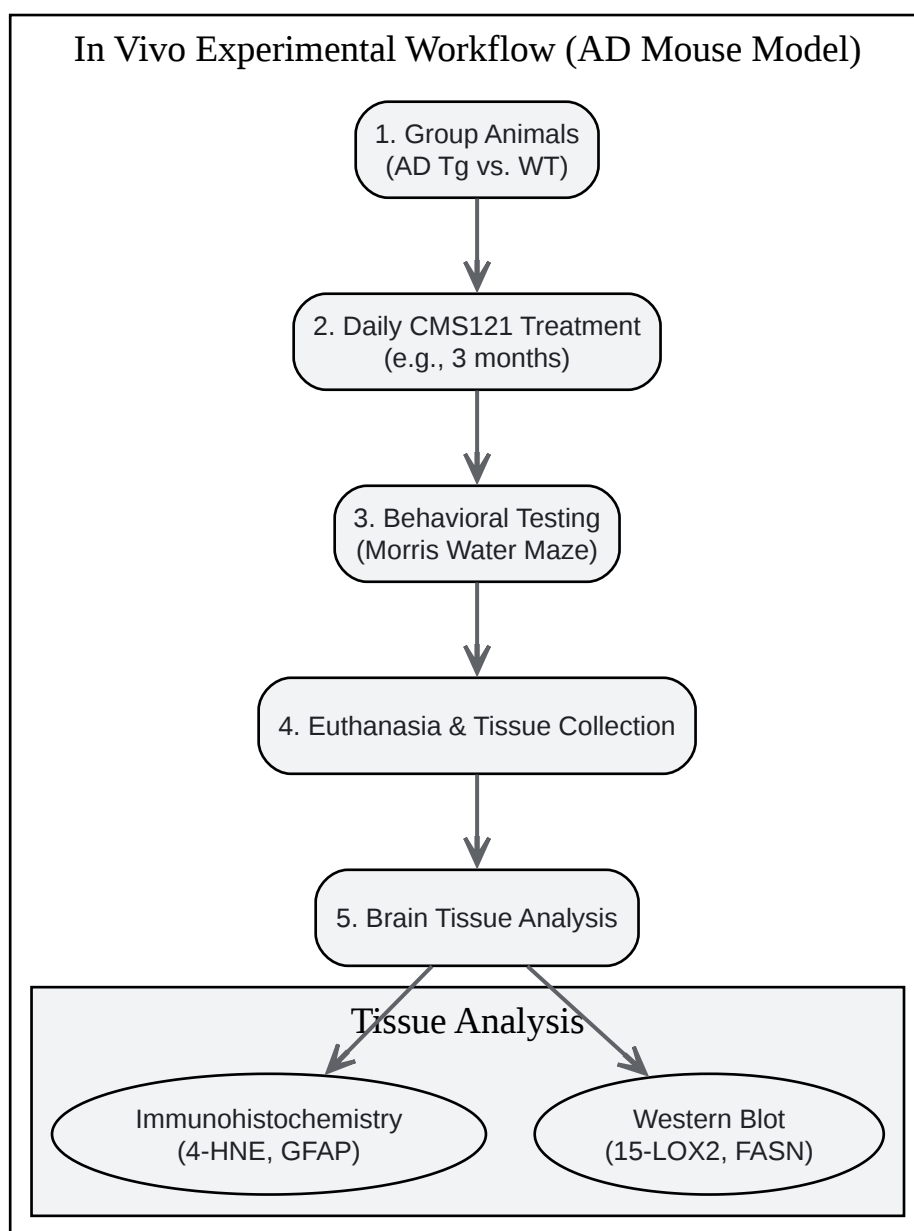 In Vivo Experimental Workflow (AD Mouse Model)
1. Group Animals
(AD Tg vs. WT)
2. Daily CMS121 Treatment
(e.g., 3 months)
3. Behavioral Testing
(Morris Water Maze)
4. Euthanasia & Tissue Collection
5. Brain Tissue Analysis
Tissue Analysis
Immunohistochemistry
(4-HNE, GFAP)
Western Blot
(15-LOX2, FASN)